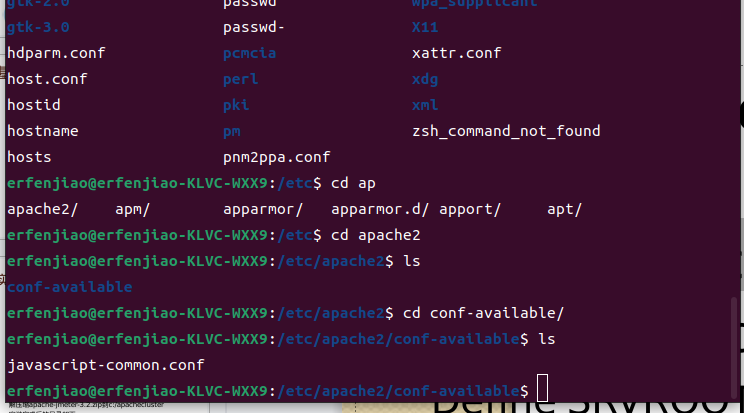 gtk-2.0 passwd wpa_supplicant
gtk-3.0 passwd- X11
hdparm.conf pcmcia xattr.conf
host.conf perl xdg
hostid pki xml
hostname pm zsh_command_not_found
hosts pnm2ppa.conf
erfenjiao@erfenjiao-KLVC-WXX9:/etc$ cd ap
apache2/ apm/ apparmor/ apparmor.d/ apport/ apt/
erfenjiao@erfenjiao-KLVC-WXX9:/etc$ cd apache2
erfenjiao@erfenjiao-KLVC-WXX9:/etc/apache2$ ls
conf-available
erfenjiao@erfenjiao-KLVC-WXX9:/etc/apache2$ cd conf-available/
erfenjiao@erfenjiao-KLVC-WXX9:/etc/apache2/conf-available$ ls
javascript-common.conf
erfenjiao@erfenjiao-KLVC-WXX9:/etc/apache2/conf-available$
Define SRVROO